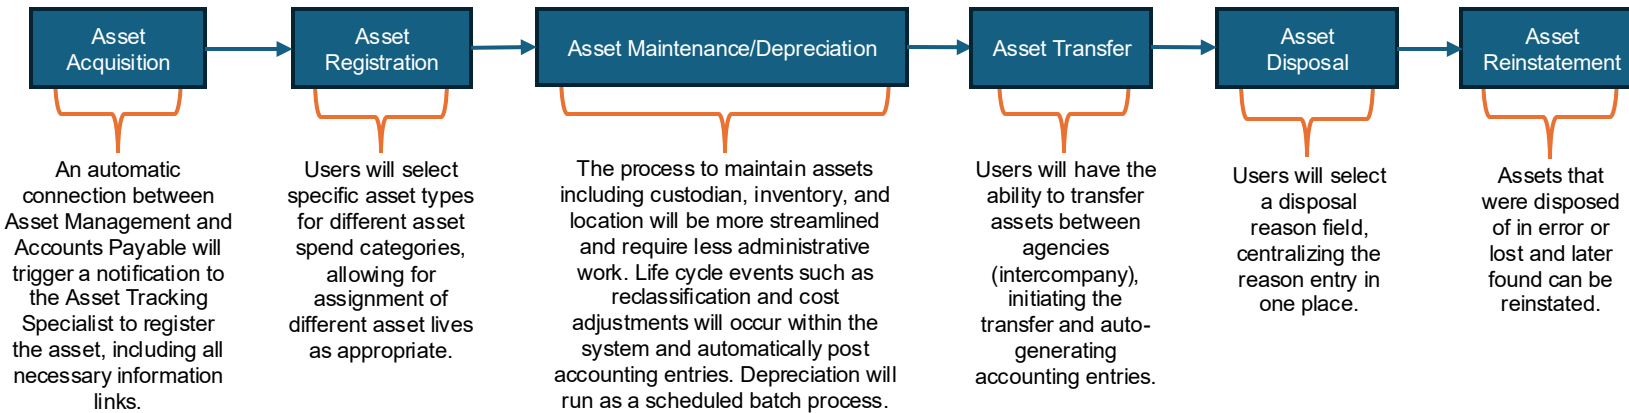 Asset
Acquisition
Asset
Registration
Asset Maintenance/Depreciation
Asset Transfer
Asset
Disposal
Asset
Reinstatement
An automatic
connection between
Asset Management and
Accounts Payable will
trigger a notification to
the Asset Tracking
Specialist to register
the asset, including all
necessary information
links.
Users will select
specific asset types
for different asset
spend categories,
allowing for
assignment of
different asset lives
as appropriate.
The process to maintain assets
including custodian, inventory, and
location will be more streamlined
and require less administrative
work. Life cycle events such as
reclassification and cost
adjustments will occur within the
system and automatically post
accounting entries. Depreciation will
run as a scheduled batch process.
Users will have the
ability to transfer
assets between
agencies
(intercompany),
initiating the
transfer and auto-
generating
accounting entries.
Users will select
a disposal
reason field,
centralizing the
reason entry in
one place.
Assets that
were disposed
of in error or
lost and later
found can be
reinstated.